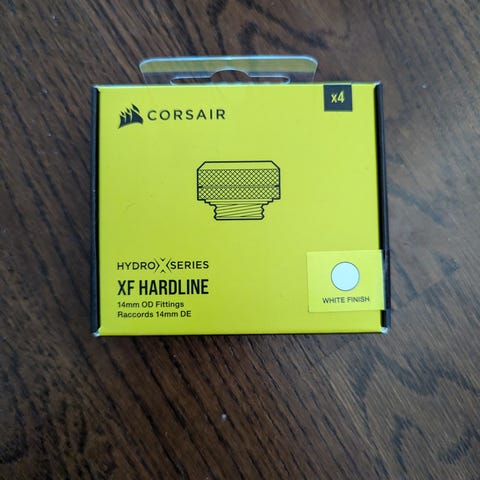 CORSAIR
x4
HYDRO X SERIES
XF HARDLINE
14mm OD Fittings
Raccords 14mm DE
WHITE FINISH